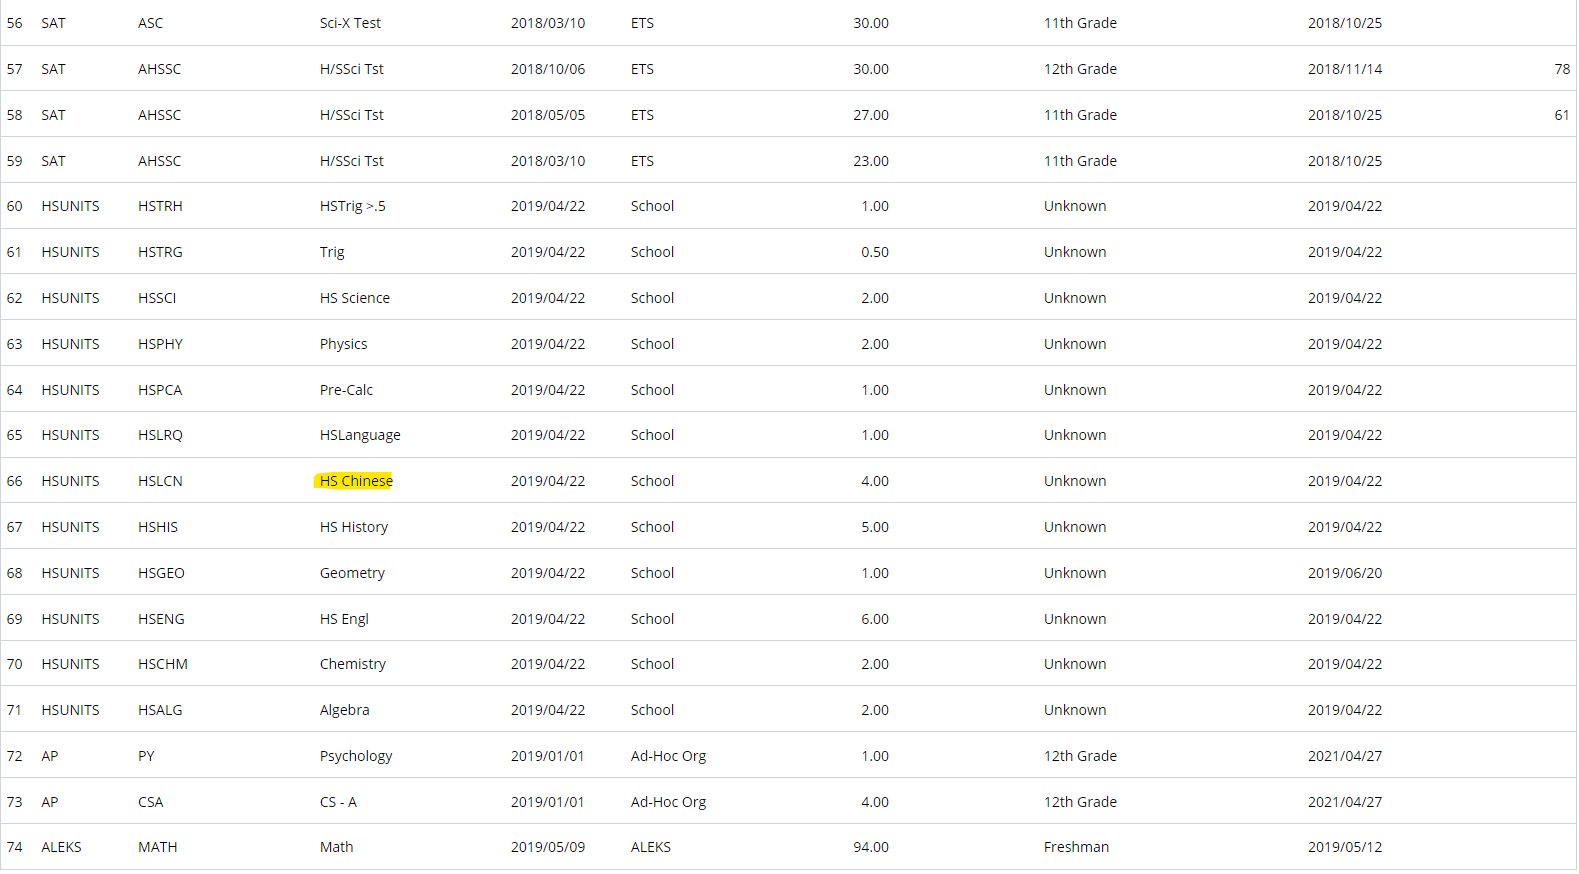 56 SAT ASC Sci-X Test 2018/03/10 ETS 30.00 11th Grade 2018/10/25
57 SAT AHSSC H/SSci Tst 2018/10/06 ETS 30.00 12th Grade 2018/11/14 78
58 SAT AHSSC H/SSci Tst 2018/05/05 ETS 27.00 11th Grade 2018/10/25 61
59 SAT AHSSC H/SSci Tst 2018/03/10 ETS 23.00 11th Grade 2018/10/25
60 HSUNITS HSTRH HSTrig >.5 2019/04/22 School 1.00 Unknown 2019/04/22
61 HSUNITS HSTRG Trig 2019/04/22 School 0.50 Unknown 2019/04/22
62 HSUNITS HSSCI HS Science 2019/04/22 School 2.00 Unknown 2019/04/22
63 HSUNITS HSPHY Physics 2019/04/22 School 2.00 Unknown 2019/04/22
64 HSUNITS HSPCA Pre-Calc 2019/04/22 School 1.00 Unknown 2019/04/22
65 HSUNITS HSLRQ HSLanguage 2019/04/22 School 1.00 Unknown 2019/04/22
66 HSUNITS HSLCN HS Chinese 2019/04/22 School 4.00 Unknown 2019/04/22
67 HSUNITS HSHIS HS History 2019/04/22 School 5.00 Unknown 2019/04/22
68 HSUNITS HSGEO Geometry 2019/04/22 School 1.00 Unknown 2019/06/20
69 HSUNITS HSENG HS Engl 2019/04/22 School 6.00 Unknown 2019/04/22
70 HSUNITS HSCHM Chemistry 2019/04/22 School 2.00 Unknown 2019/04/22
71 HSUNITS HSALG Algebra 2019/04/22 School 2.00 Unknown 2019/04/22
72 AP PY Psychology 2019/01/01 Ad-Hoc Org 1.00 12th Grade 2021/04/27
73 AP CSA CS - A 2019/01/01 Ad-Hoc Org 4.00 12th Grade 2021/04/27
74 ALEKS MATH Math 2019/05/09 ALEKS 94.00 Freshman 2019/05/12